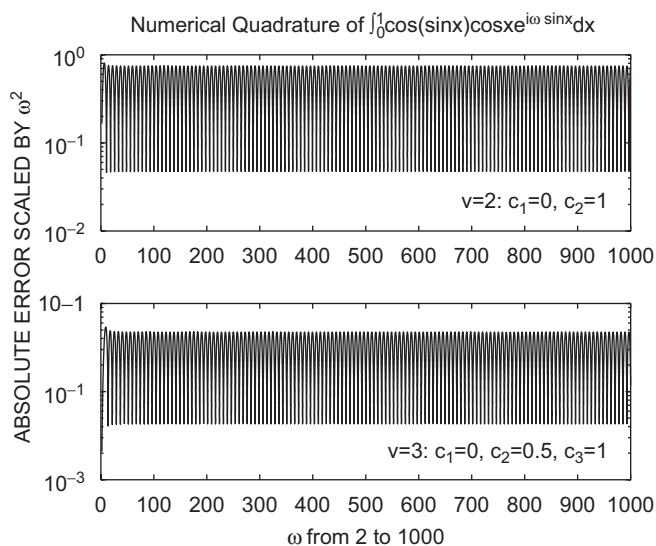 Numerical Quadrature of ∫₀¹cos(sinx)cosxe^{iω sinx}dx
ABSOLUTE ERROR SCALED BY ω²
10⁰
10⁻¹
10⁻²
v=2: c₁=0, c₂=1
0 100 200 300 400 500 600 700 800 900 1000
10⁻¹
10⁻¹
10⁻³
v=3: c₁=0, c₂=0.5, c₃=1
0 100 200 300 400 500 600 700 800 900 1000
ω from 2 to 1000